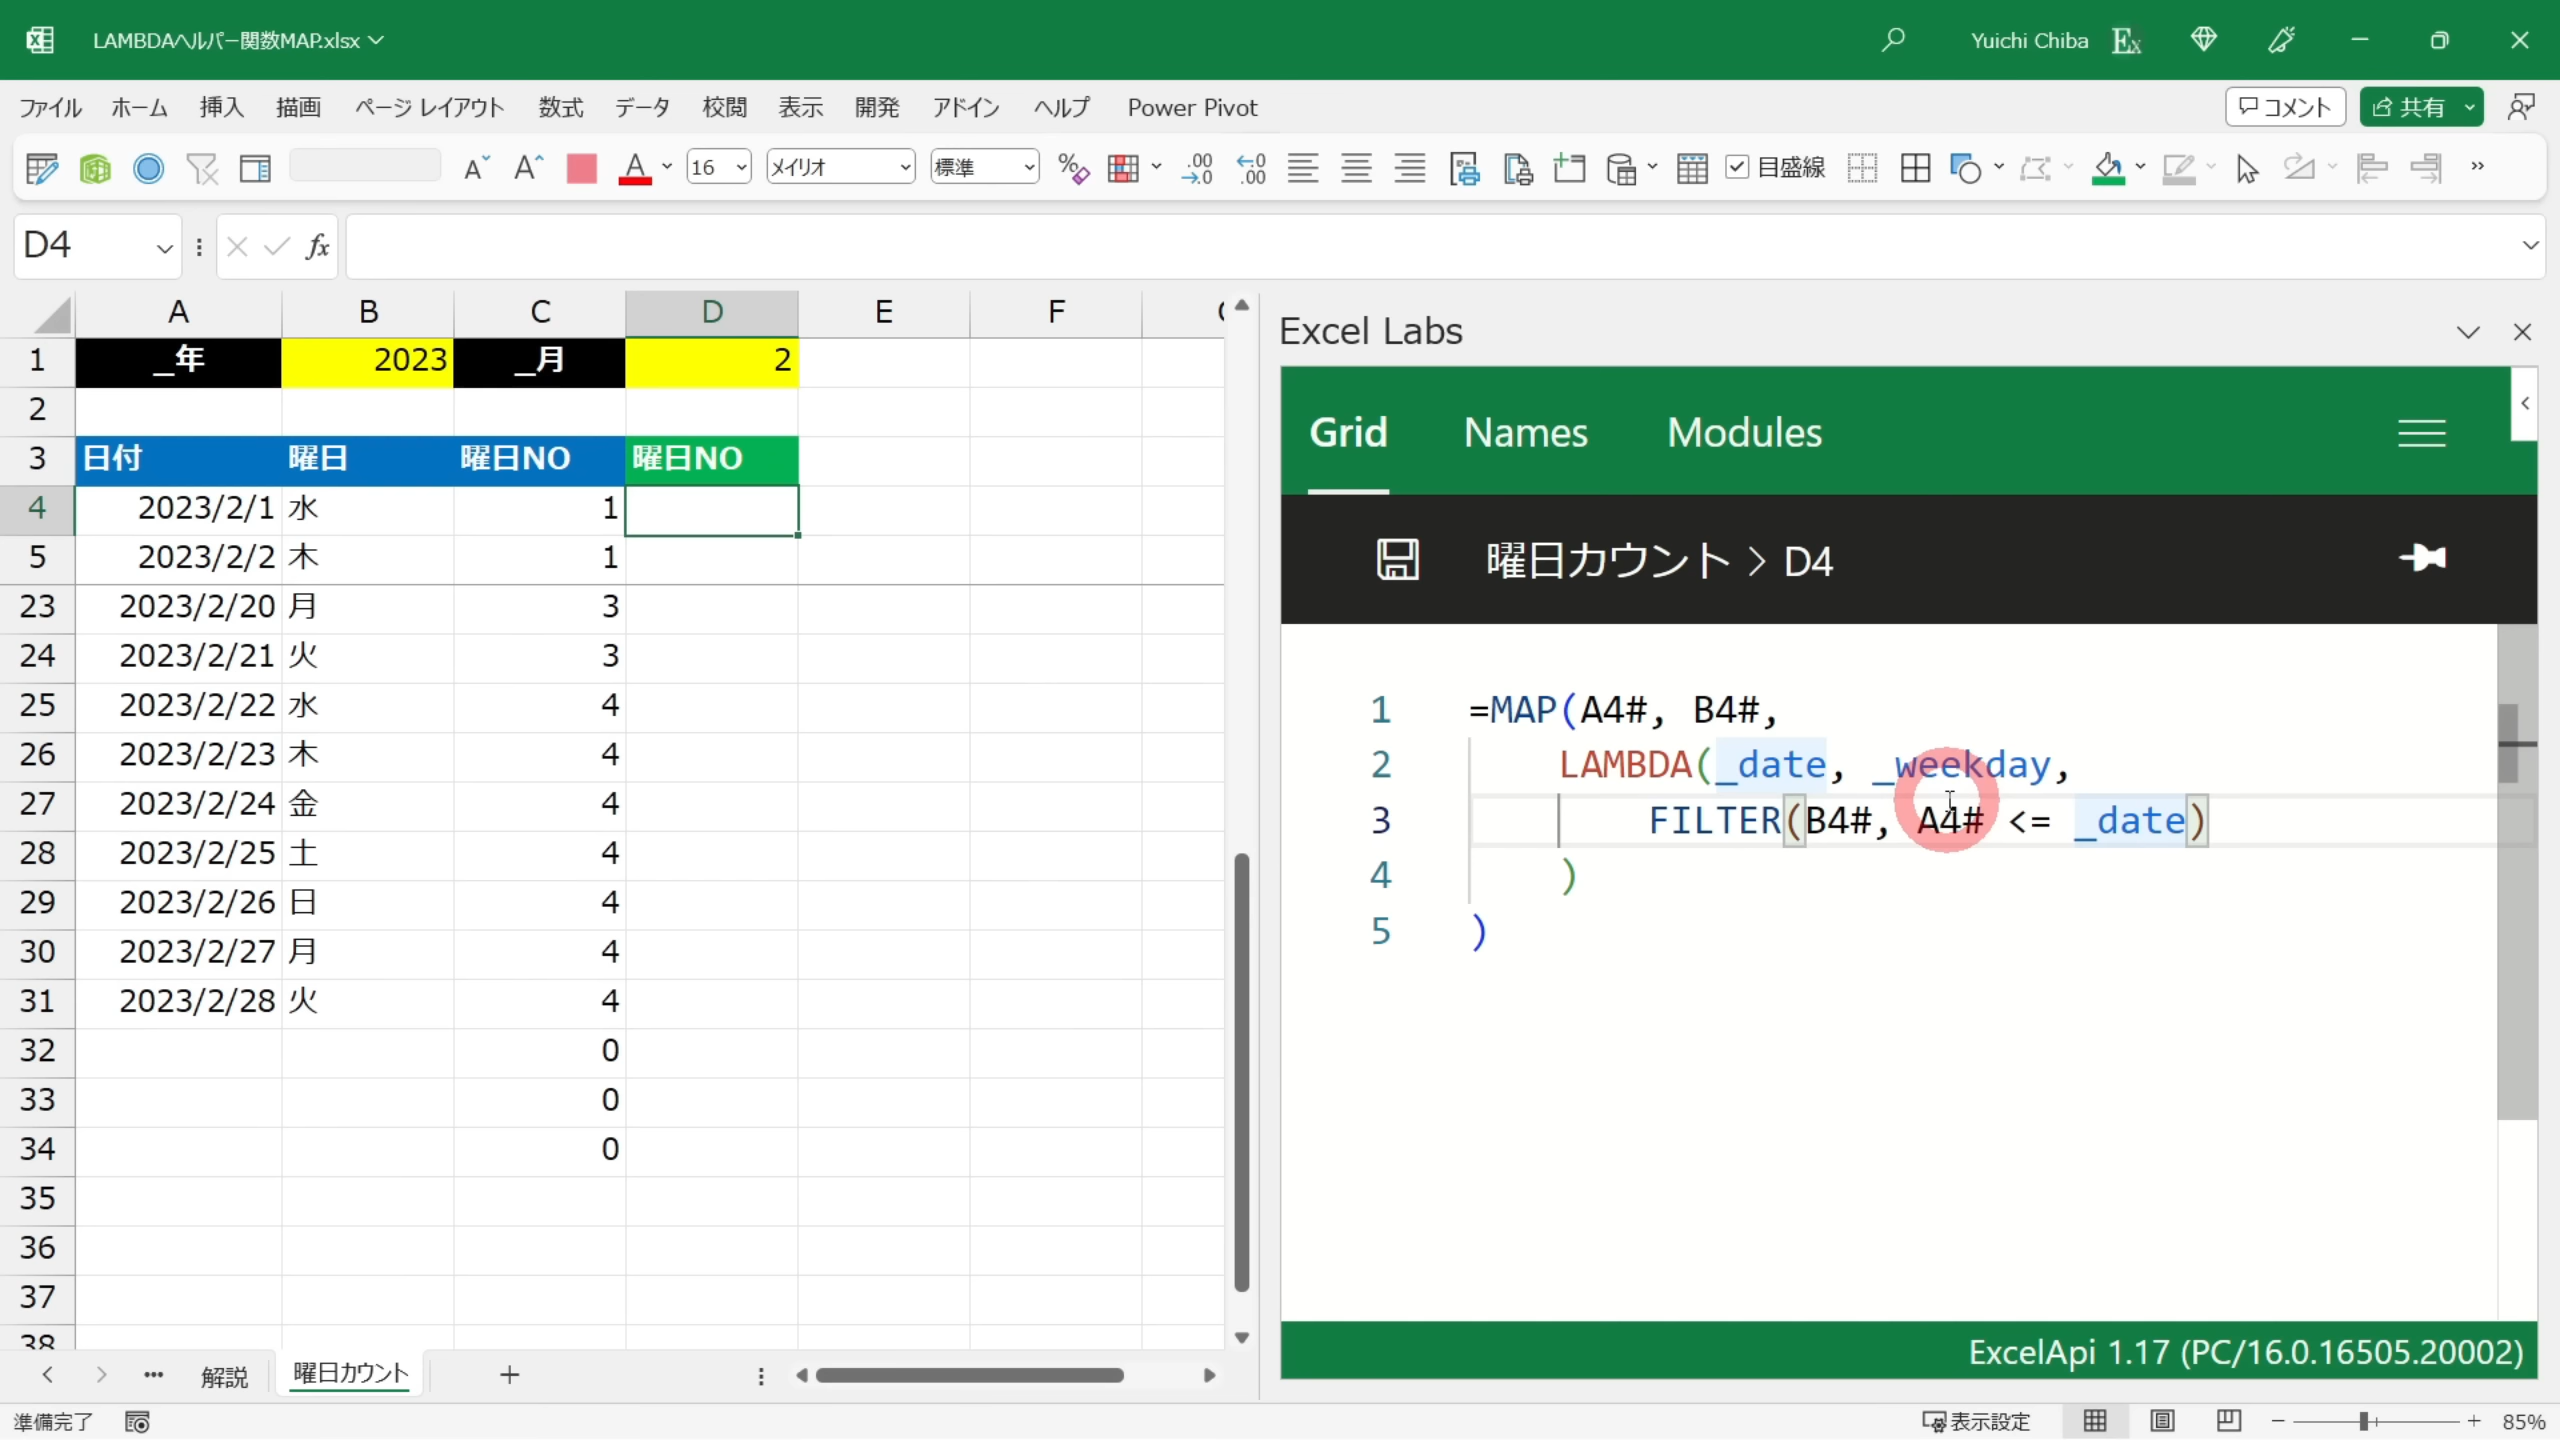 LAMBDAヘルパー関数MAP.xlsx
Yuichi Chiba
ファイル ホーム 挿入 描画 ページ レイアウト 数式 データ 校閲 表示 開発 アドイン ヘルプ Power Pivot
コメント 共有
16 メイリオ 標準 目盛線
D4
fx
A B C D E F
1 _年 2023 _月 2
2
3 日付 曜日 曜日NO 曜日NO
4 2023/2/1 水 1
5 2023/2/2 木 1
23 2023/2/20 月 3
24 2023/2/21 火 3
25 2023/2/22 水 4
26 2023/2/23 木 4
27 2023/2/24 金 4
28 2023/2/25 土 4
29 2023/2/26 日 4
30 2023/2/27 月 4
31 2023/2/28 火 4
32 0
33 0
34 0
35
36
37
38
解説 曜日カウント
準備完了
Excel Labs
Grid Names Modules
曜日カウント > D4
1 =MAP(A4#, B4#,
2 LAMBDA(_date, _weekday,
3 FILTER(B4#, A4# <= _date)
4 )
5 )
ExcelApi 1.17 (PC/16.0.16505.20002)
表示設定 85%